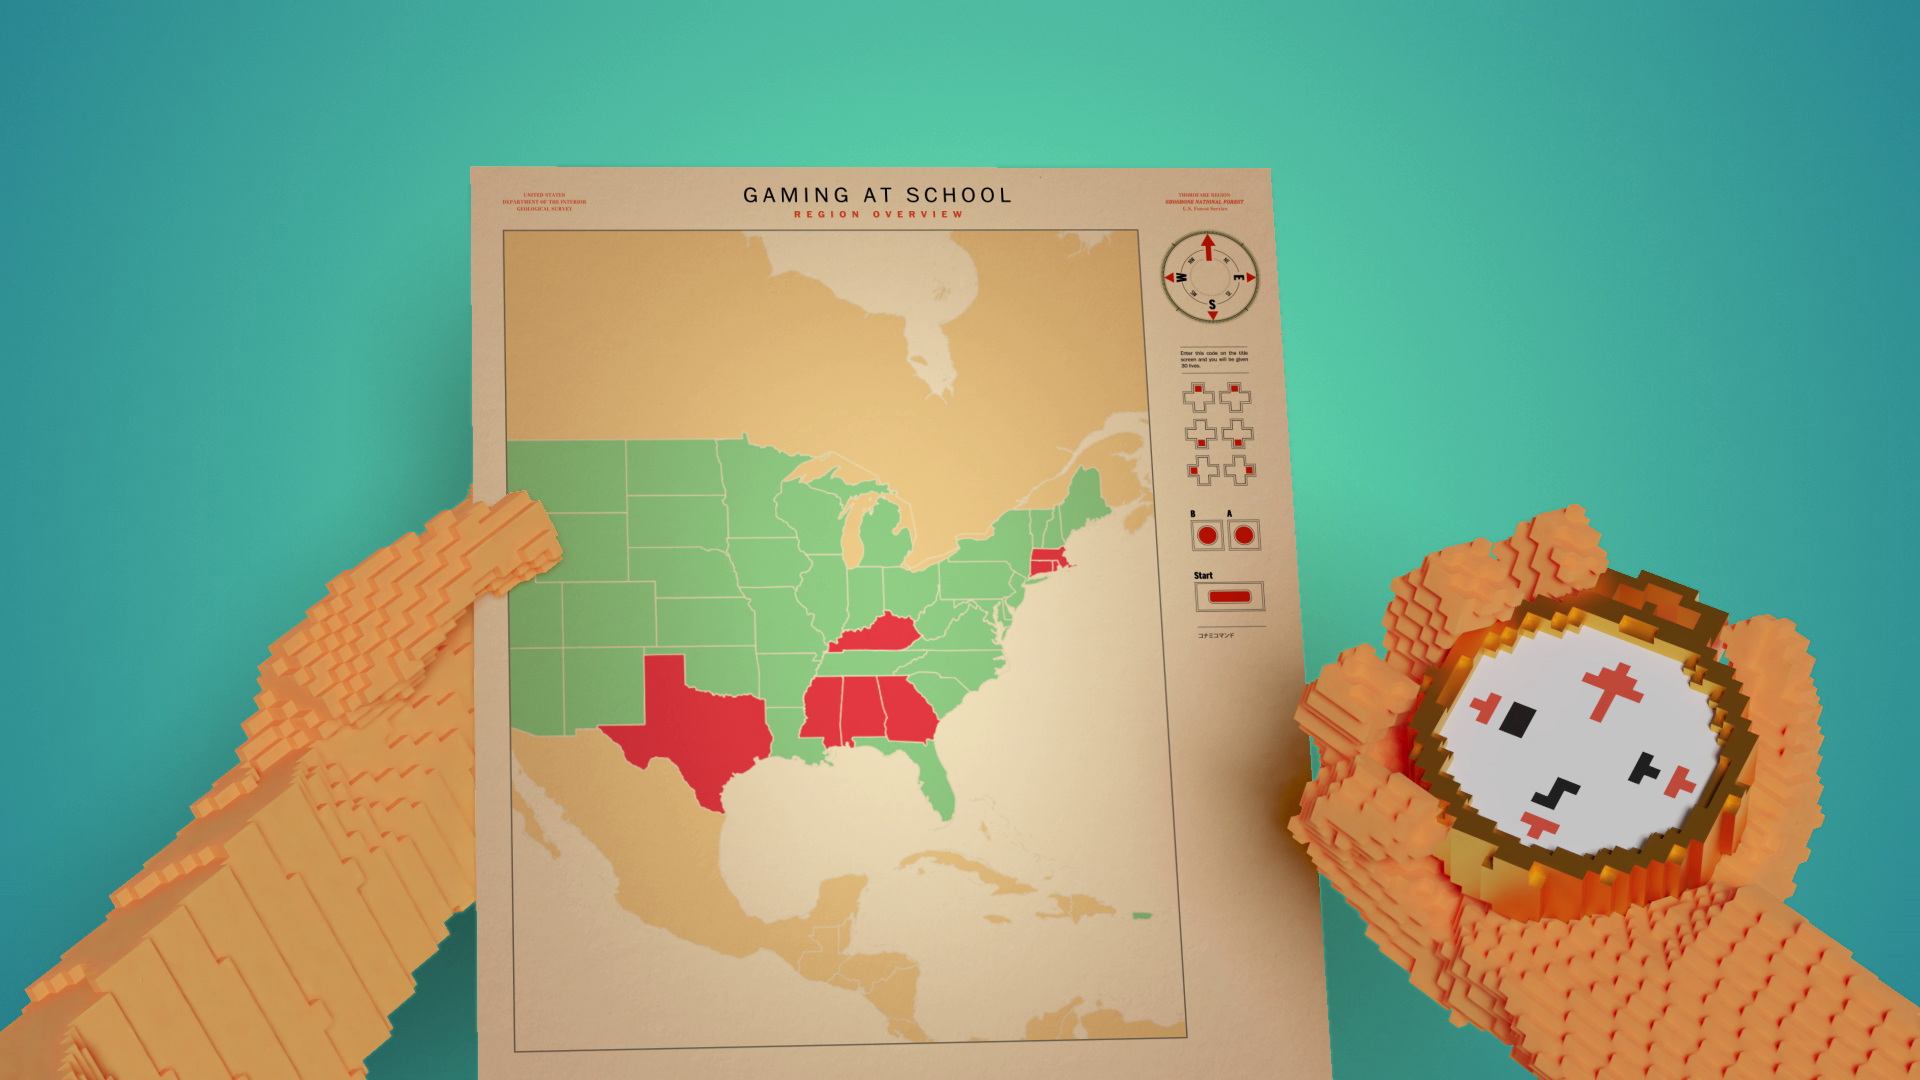 UNITED STATES
DEPARTMENT OF THE INTERIOR
GEOLOGICAL SURVEY
GAMING AT SCHOOL
REGION OVERVIEW
THOROFARE REGION
SHOSHONE NATIONAL FOREST
U.S. Forest Service
W
E
S
Enter this code on the title
screen and you will be given
30 lives.
B A
Start
コナミコマンド